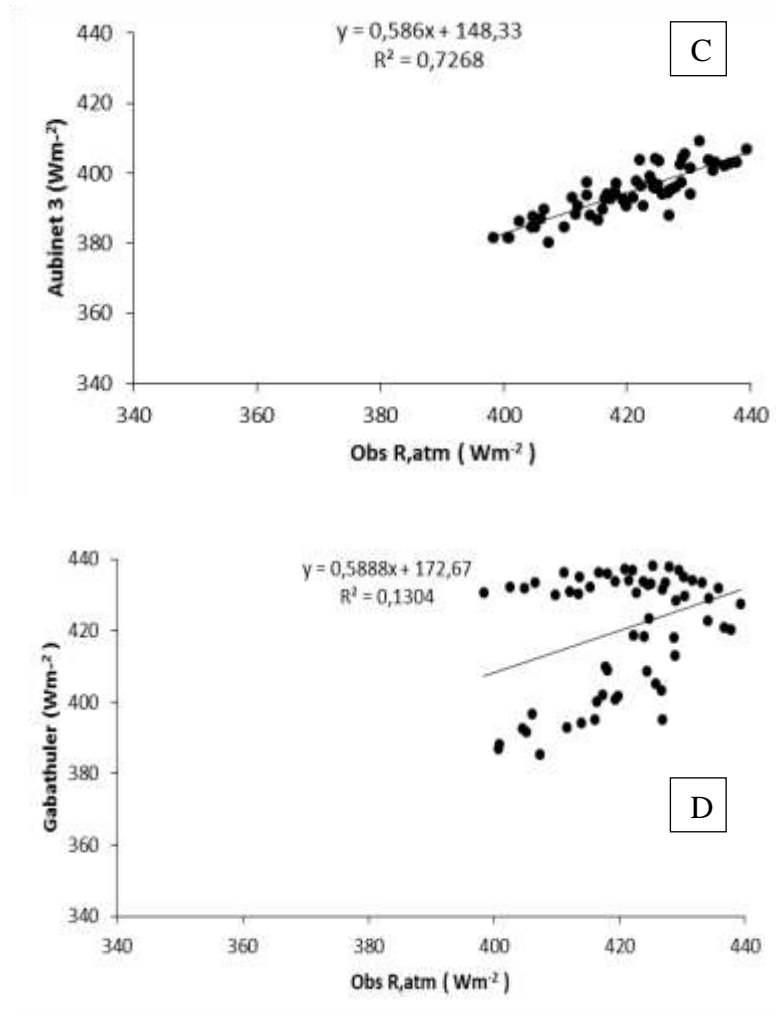 y = 0,586x + 148,33
R² = 0,7268
C
440
420
400
380
360
340
Aubinet 3 (Wm-²)
340 360 380 400 420 440
Obs R,atm ( Wm-² )
y = 0,5888x + 172,67
R² = 0,1304
440
420
400
380
360
340
Gabathuler (Wm-² )
D
340 360 380 400 420 440
Obs R,atm ( Wm-² )